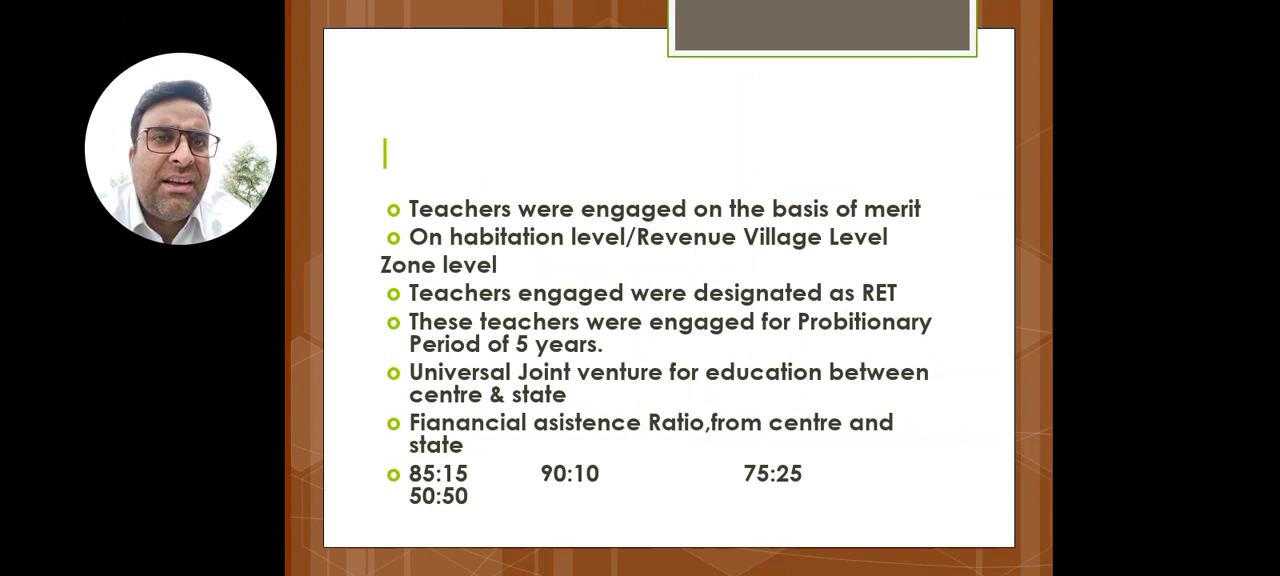 Teachers were engaged on the basis of merit
On habitation level/Revenue Village Level
Zone level
Teachers engaged were designated as RET
These teachers were engaged for Probitionary
Period of 5 years.
Universal Joint venture for education between
centre & state
Fianancial asistence Ratio,from centre and
state
85:15 90:10 75:25
50:50